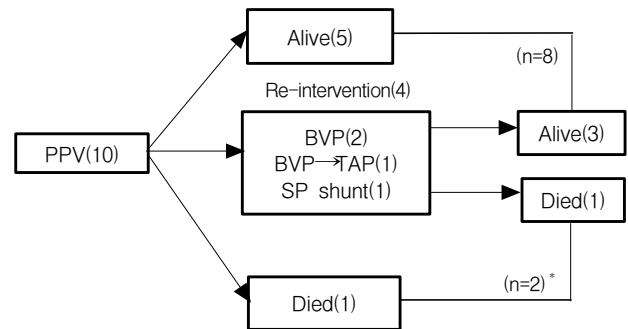 Alive(5)
(n=8)
Re-intervention(4)
PPV(10)
BVP(2)
BVP→TAP(1)
SP shunt(1)
Alive(3)
Died(1)
Died(1)
(n=2)*